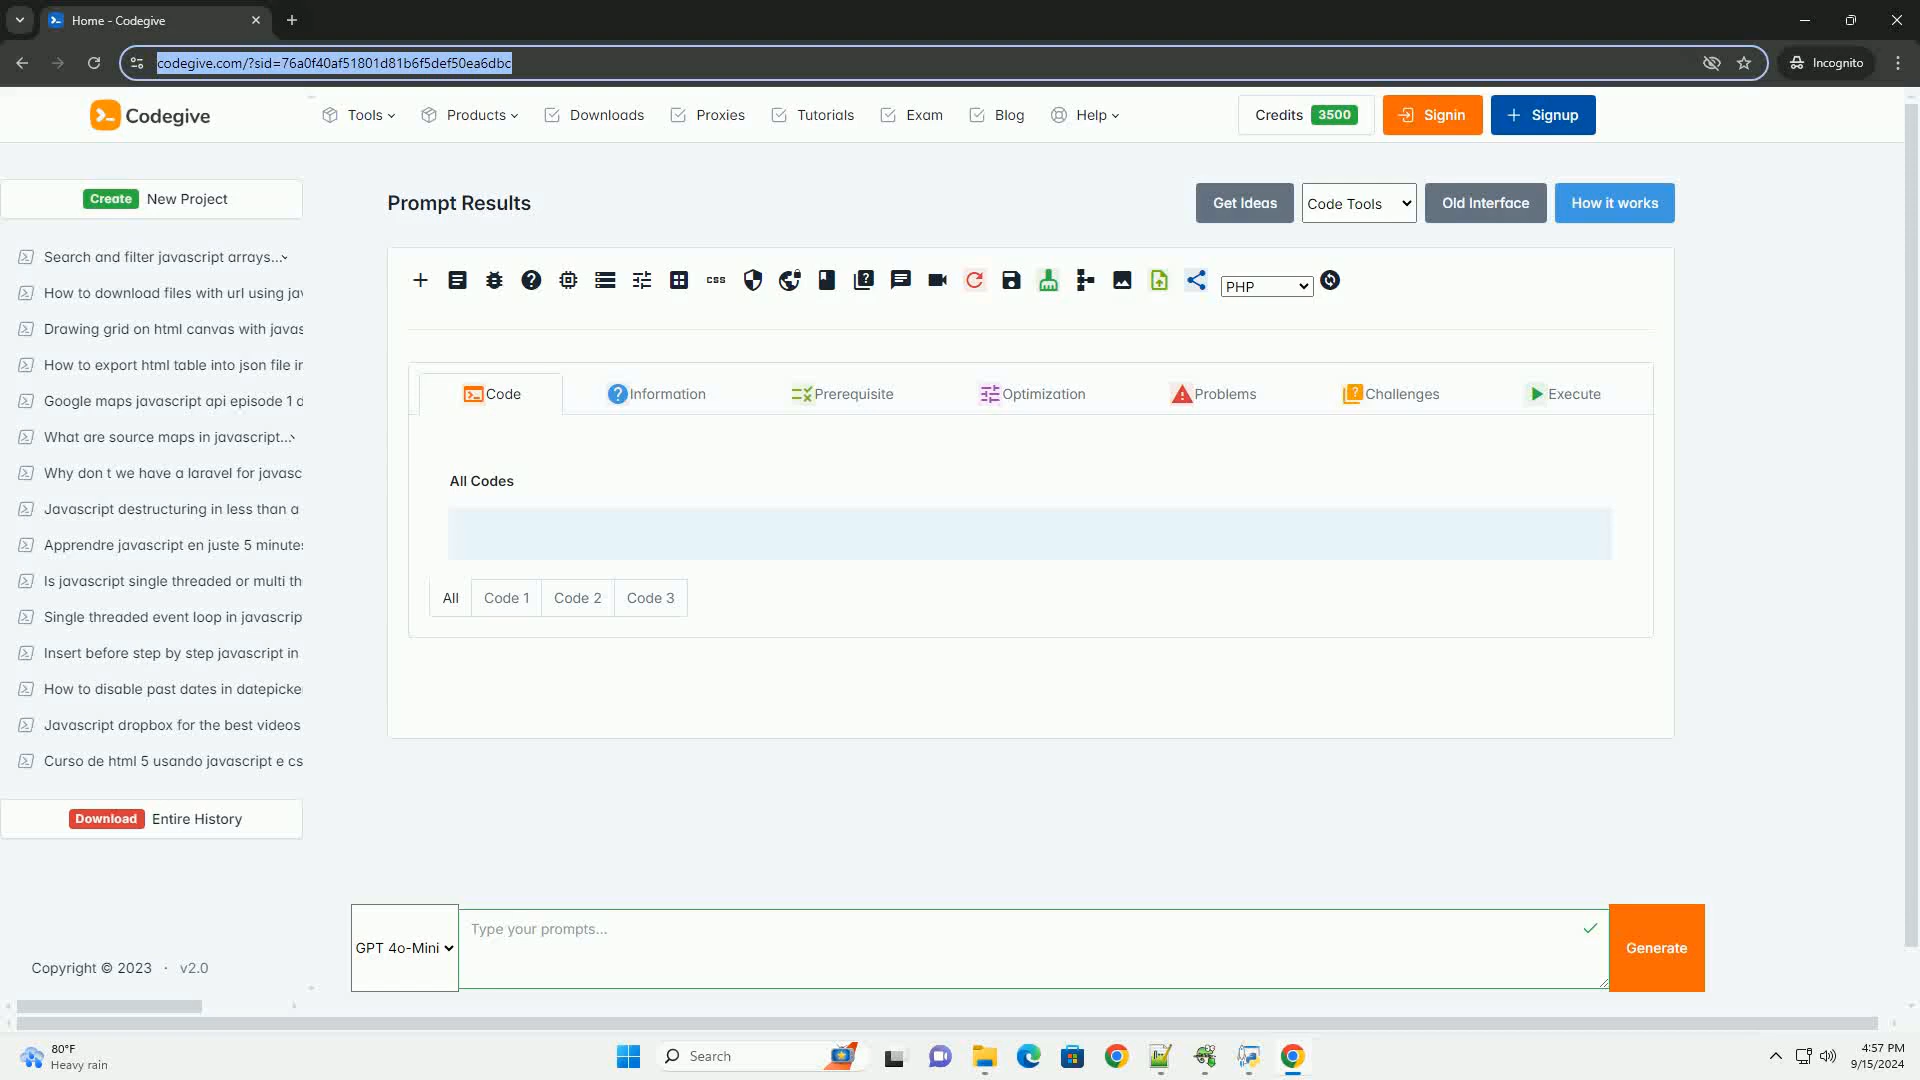 Home - Codegive
codegive.com/?sid=76a0f40af51801d81b6f5def50ea6dbc
Incognito
Codegive
Tools
Products
Downloads
Proxies
Tutorials
Exam
Blog
Help
Credits 3500
Signin
Signup
Create New Project
Search and filter javascript arrays...
How to download files with url using jav
Drawing grid on html canvas with javas
How to export html table into json file ir
Google maps javascript api episode 1 d
What are source maps in javascript...
Why don t we have a laravel for javasc
Javascript destructuring in less than a
Apprendre javascript en juste 5 minutes
Is javascript single threaded or multi th
Single threaded event loop in javascrip
Insert before step by step javascript in
How to disable past dates in datepicke
Javascript dropbox for the best videos
Curso de html 5 usando javascript e cs
Download Entire History
Copyright © 2023 · v2.0
Prompt Results
Get Ideas
Code Tools
Old Interface
How it works
css
PHP
Code
Information
Prerequisite
Optimization
Problems
Challenges
Execute
All Codes
All
Code 1
Code 2
Code 3
GPT 4o-Mini
Type your prompts...
Generate
80°F
Heavy rain
Search
4:57 PM
9/15/2024